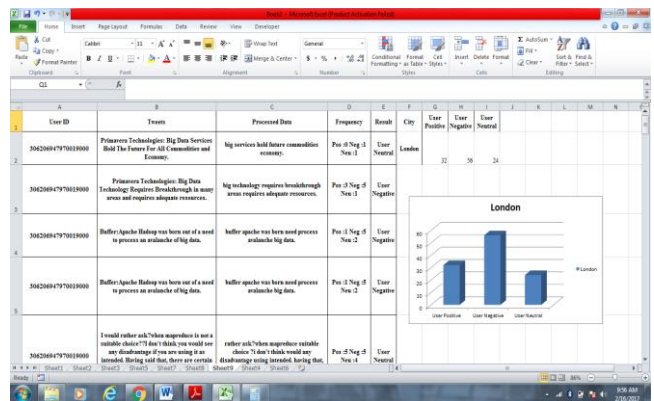 Book2 - Microsoft Excel (Product Activation Failed)
File Home Insert Page Layout Formulas Data Review View Developer
Cut
Copy
Format Painter
Paste
Clipboard
Calibri 11
Font
Wrap Text
Merge & Center
Alignment
General
Number
Conditional Formatting
Format as Table
Cell Styles
Styles
Insert Delete Format
Cells
AutoSum
Fill
Clear
Sort & Filter
Find & Select
Editing
Q1
A B C D E F G H I J K L M N
1 User ID Tweets Processed Data Frequency Result City User Positive User Negative User Neutral
2
306206947970019000
Primavera Technologies: Big Data Services
Hold The Future For All Commodities and
Economy.
big services hold future commodities
economy.
Pos :0 Neg :1
Neu :1
User
Neutral
London
32 56 24
3
306206947970019000
Primavera Technologies: Big Data
Technology Requires Breakthrough in many
areas and requires adequate resources.
big technology requires breakthrough
areas requires adequate resources.
Pos :3 Neg :5
Neu :1
User
Negative
4
306206947970019000
Buffer:Apache Hadoop was born out of a need
to process an avalanche of big data.
buffer apache was born need process
avalanche big data.
Pos :1 Neg :5
Neu :2
User
Negative
5
306206947970019000
Buffer:Apache Hadoop was born out of a need
to process an avalanche of big data.
buffer apache was born need process
avalanche big data.
Pos :1 Neg :5
Neu :2
User
Negative
306206947970019000
I would rather ask?when mapreduce is not a
suitable choice??I don't think you would see
any disadvantage if you are using it as
intended. Having said that, there are certain
rather ask?when mapreduce suitable
choice ?i don't think would any
disadvantage using intended. having that,
Pos :5 Neg :5
Neu :4
User
Neutral
London
60
50
40
30
20
10
0
User Positive User Negative User Neutral
London
Sheet1 Sheet2 Sheet3 Sheet5 Sheet7 Sheet8 Sheet9 Sheet4 Sheet6
Ready
86%
9:56 AM
2/16/2017